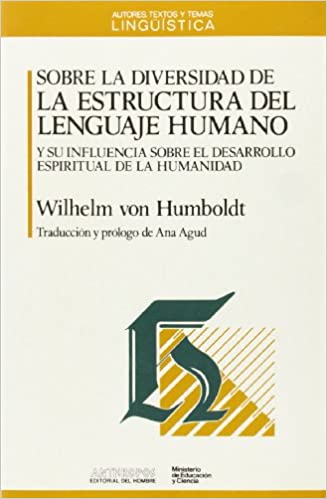 AUTORES, TEXTOS Y TEMAS
LINGÜÍSTICA
SOBRE LA DIVERSIDAD DE
LA ESTRUCTURA DEL
LENGUAJE HUMANO
Y SU INFLUENCIA SOBRE EL DESARROLLO
ESPIRITUAL DE LA HUMANIDAD
Wilhelm von Humboldt
Traducción y prólogo de Ana Agud
ANTHROPOS
EDITORIAL DEL HOMBRE
Ministerio
de Educación
y Ciencia